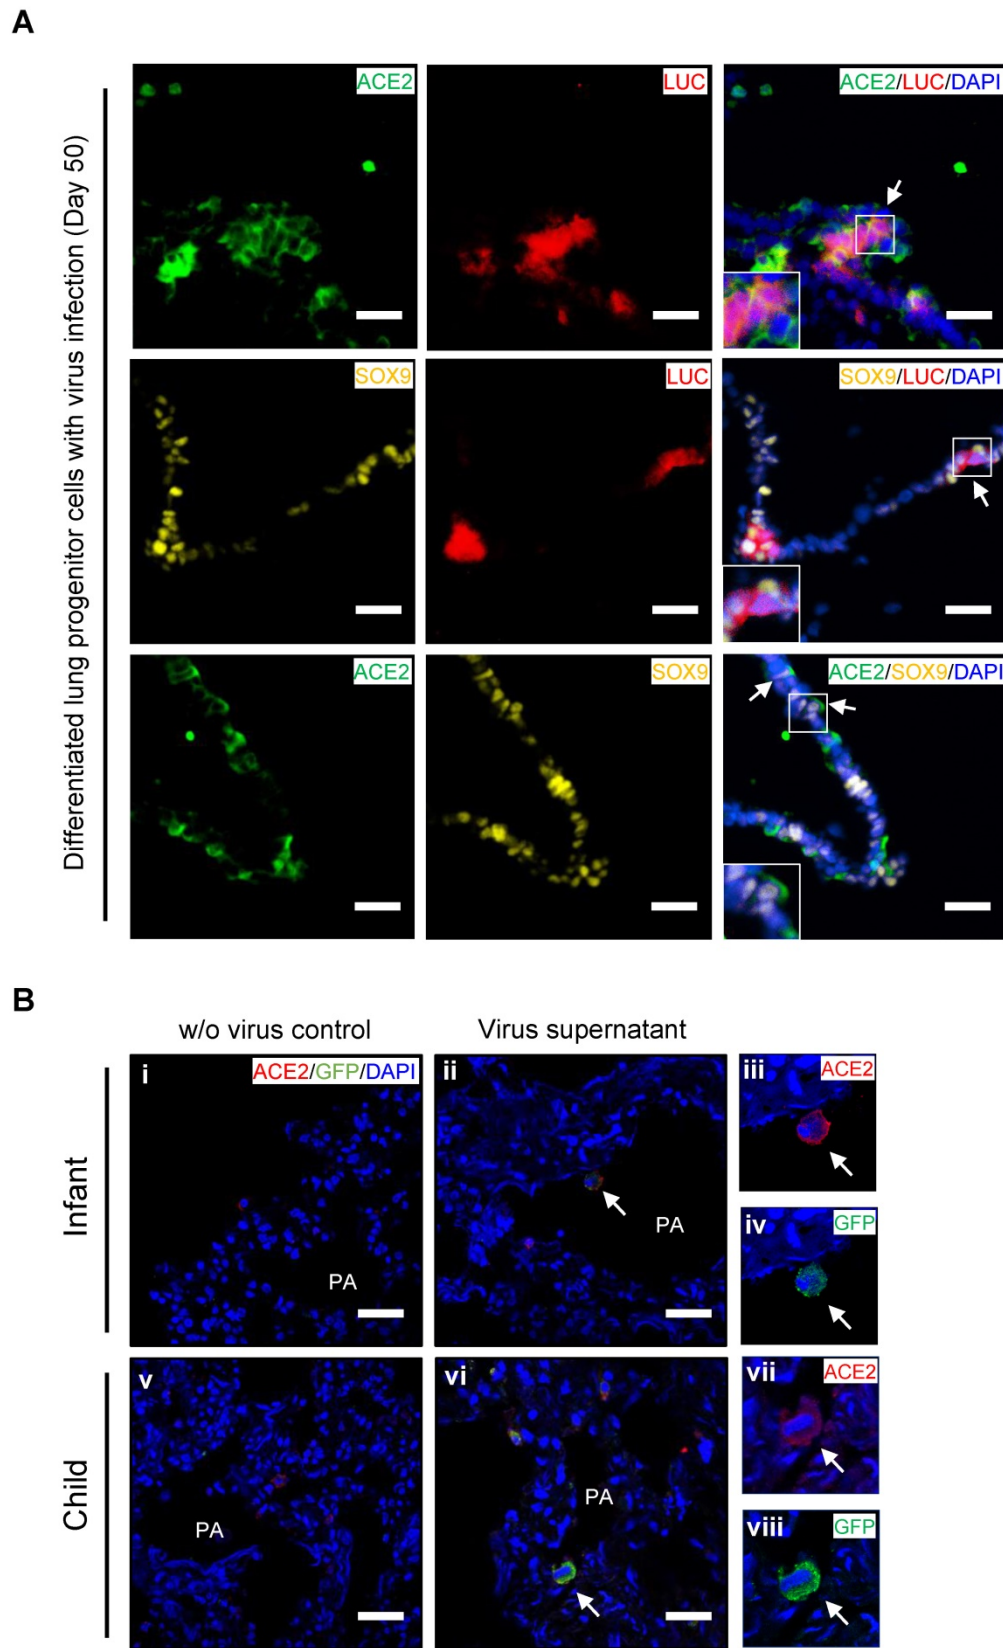 A
Differentiated lung progenitor cells with virus infection (Day 50)
ACE2
LUC
ACE2/LUC/DAPI
SOX9
LUC
SOX9/LUC/DAPI
ACE2
SOX9
ACE2/SOX9/DAPI
B
w/o virus control
Virus supernatant
Infant
i
ACE2/GFP/DAPI
PA
ii
PA
iii
ACE2
iv
GFP
Child
v
PA
vi
PA
vii
ACE2
viii
GFP